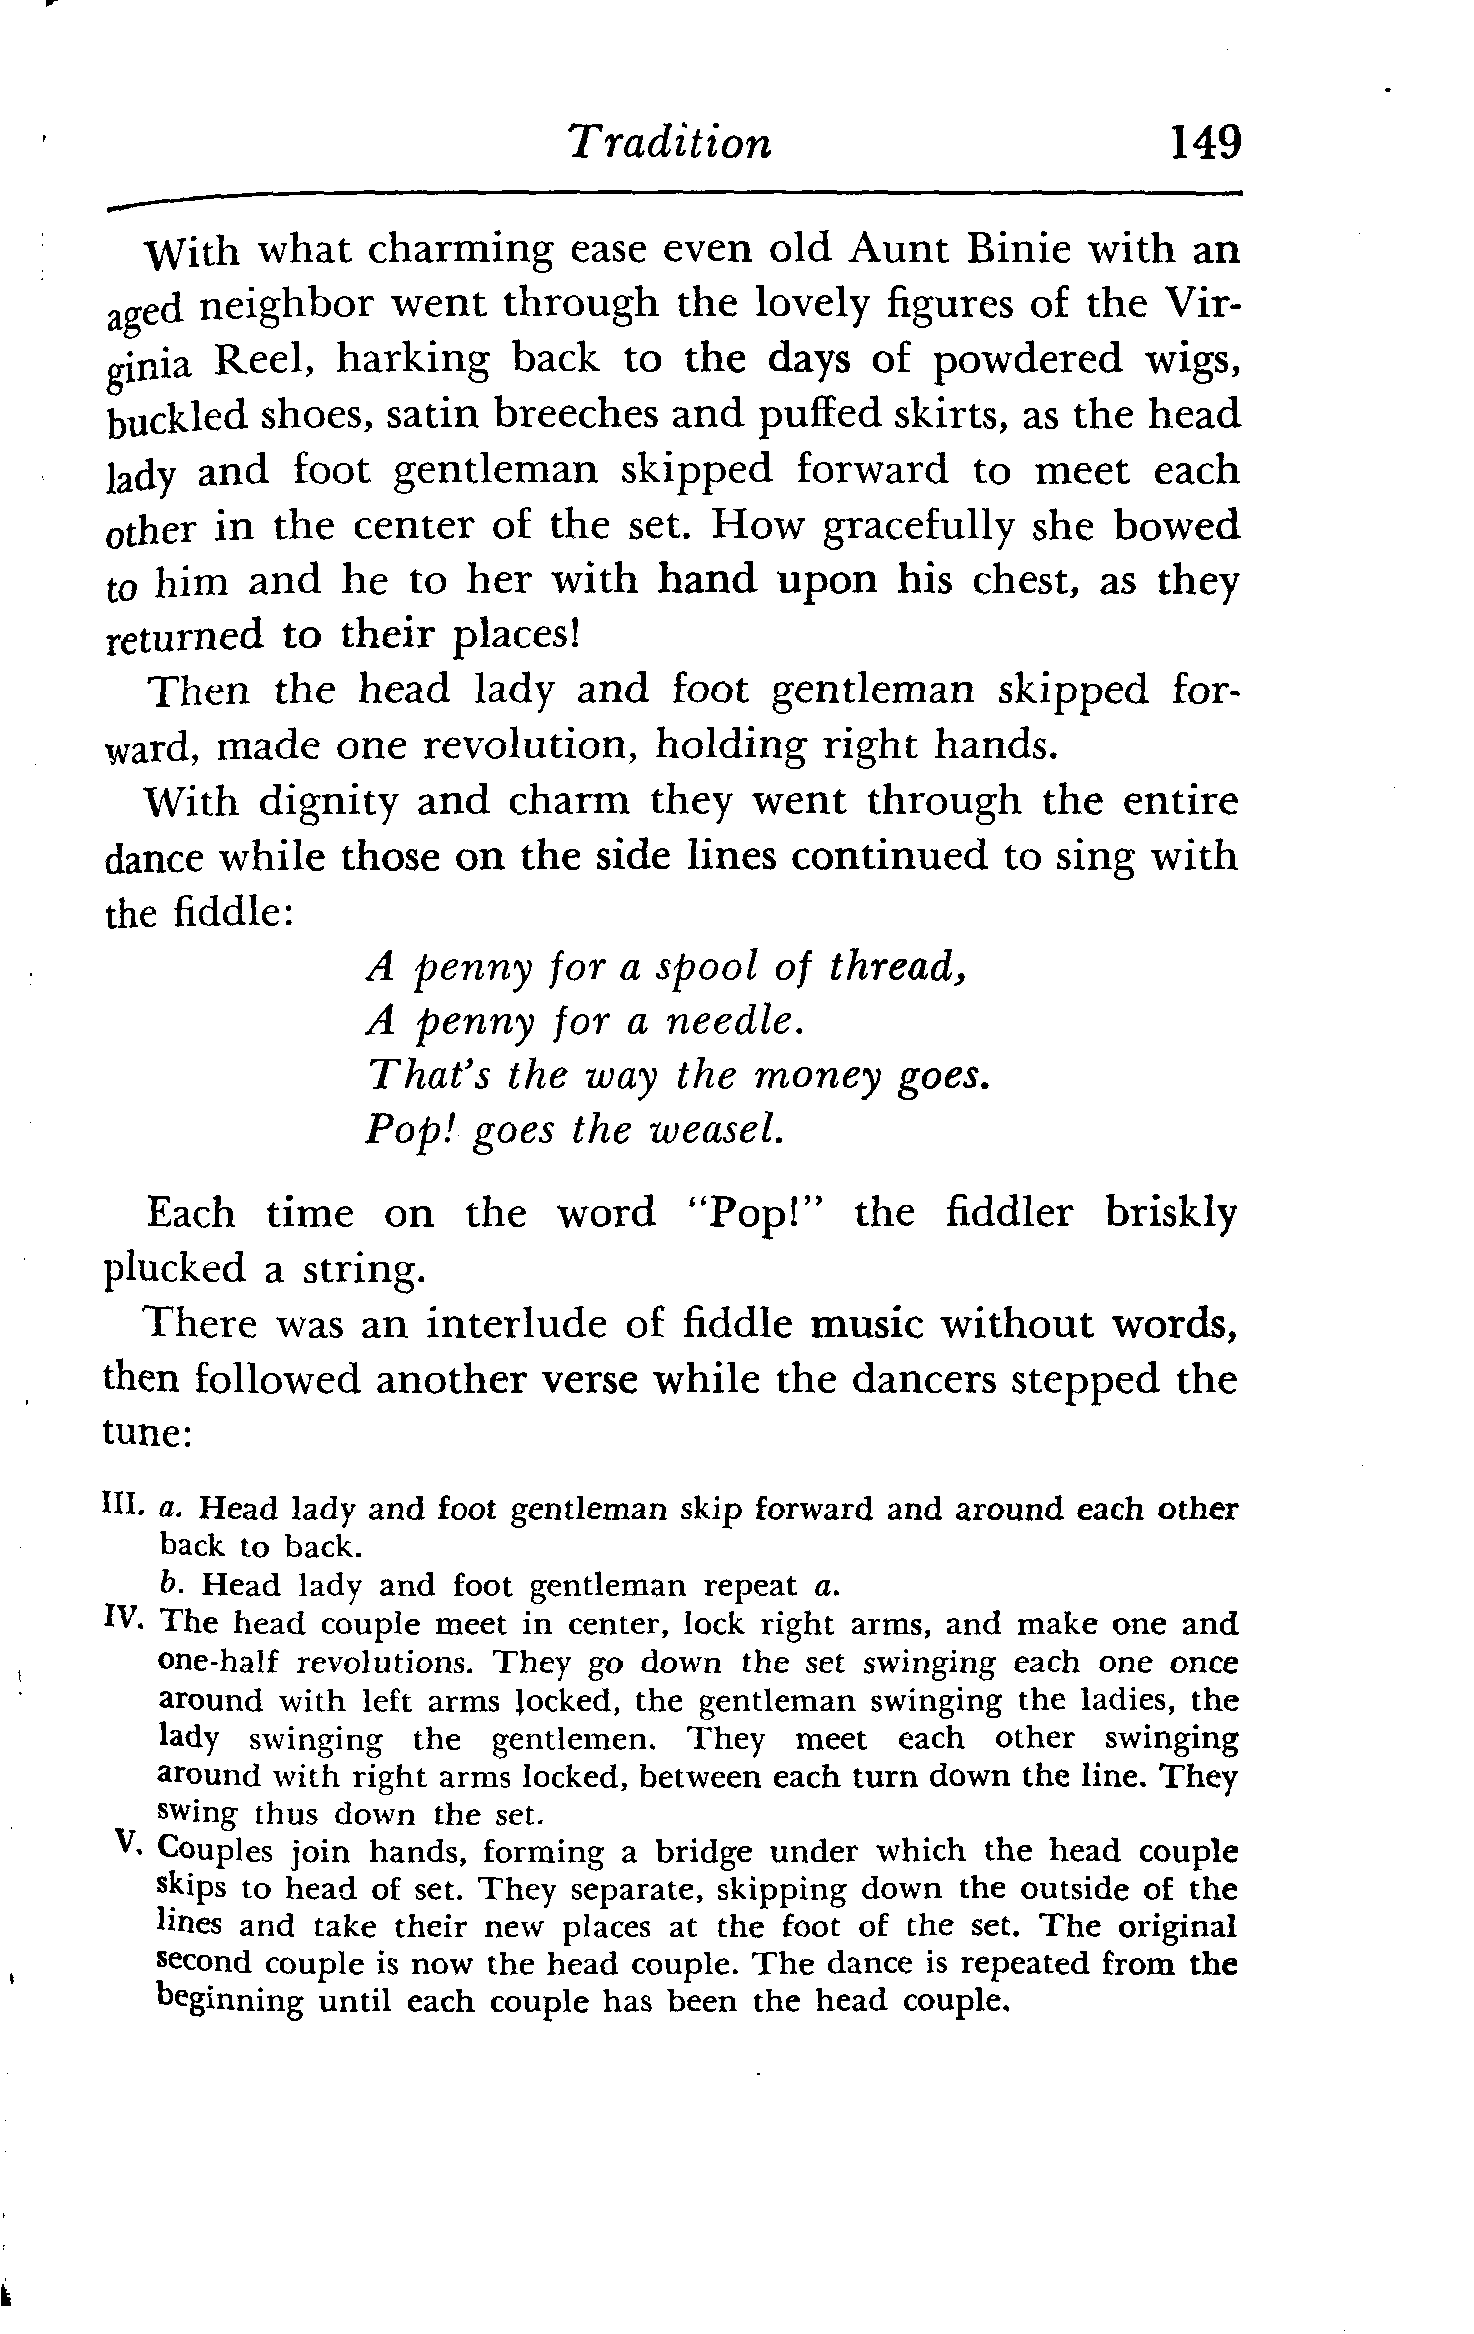 Tradition 149
With what charming ease even old Aunt Binie with an
aged neighbor went through the lovely figures of the Vir-
ginia Reel, harking back to the days of powdered wigs,
buckled shoes, satin breeches and puffed skirts, as the head
lady and foot gentleman skipped forward to meet each
other in the center of the set. How gracefully she bowed
to him and he to her with hand upon his chest, as they
returned to their places!
Then the head lady and foot gentleman skipped for-
ward, made one revolution, holding right hands.
With dignity and charm they went through the entire
dance while those on the side lines continued to sing with
the fiddle:
A penny for a spool of thread,
A penny for a needle.
That's the way the money goes.
Pop! goes the weasel.
Each time on the word "Pop!" the fiddler briskly
plucked a string.
There was an interlude of fiddle music without words,
then followed another verse while the dancers stepped the
tune:
III. a. Head lady and foot gentleman skip forward and around each other
back to back.
b. Head lady and foot gentleman repeat a.
IV. The head couple meet in center, lock right arms, and make one and
one-half revolutions. They go down the set swinging each one once
around with left arms locked, the gentleman swinging the ladies, the
lady swinging the gentlemen. They meet each other swinging
around with right arms locked, between each turn down the line. They
swing thus down the set.
V. Couples join hands, forming a bridge under which the head couple
skips to head of set. They separate, skipping down the outside of the
lines and take their new places at the foot of the set. The original
second couple is now the head couple. The dance is repeated from the
beginning until each couple has been the head couple.